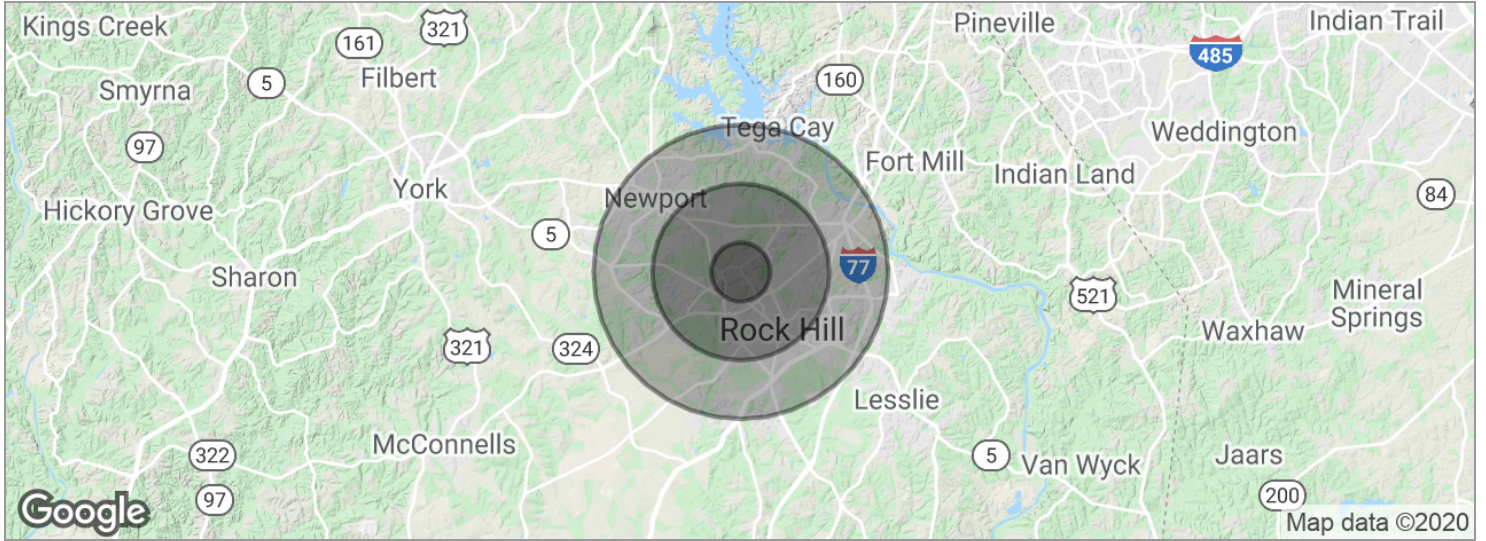 Kings Creek
321
161
Pineville
Indian Trail
485
Filbert
5
160
Smyrna
97
Tega Cay
Weddington
Fort Mill
Indian Land
York
Newport
84
Hickory Grove
5
77
Sharon
521
Mineral
Springs
Rock Hill
Waxhaw
321
324
Lesslie
McConnells
322
5
Van Wyck
Jaars
97
200
Google
Map data ©2020